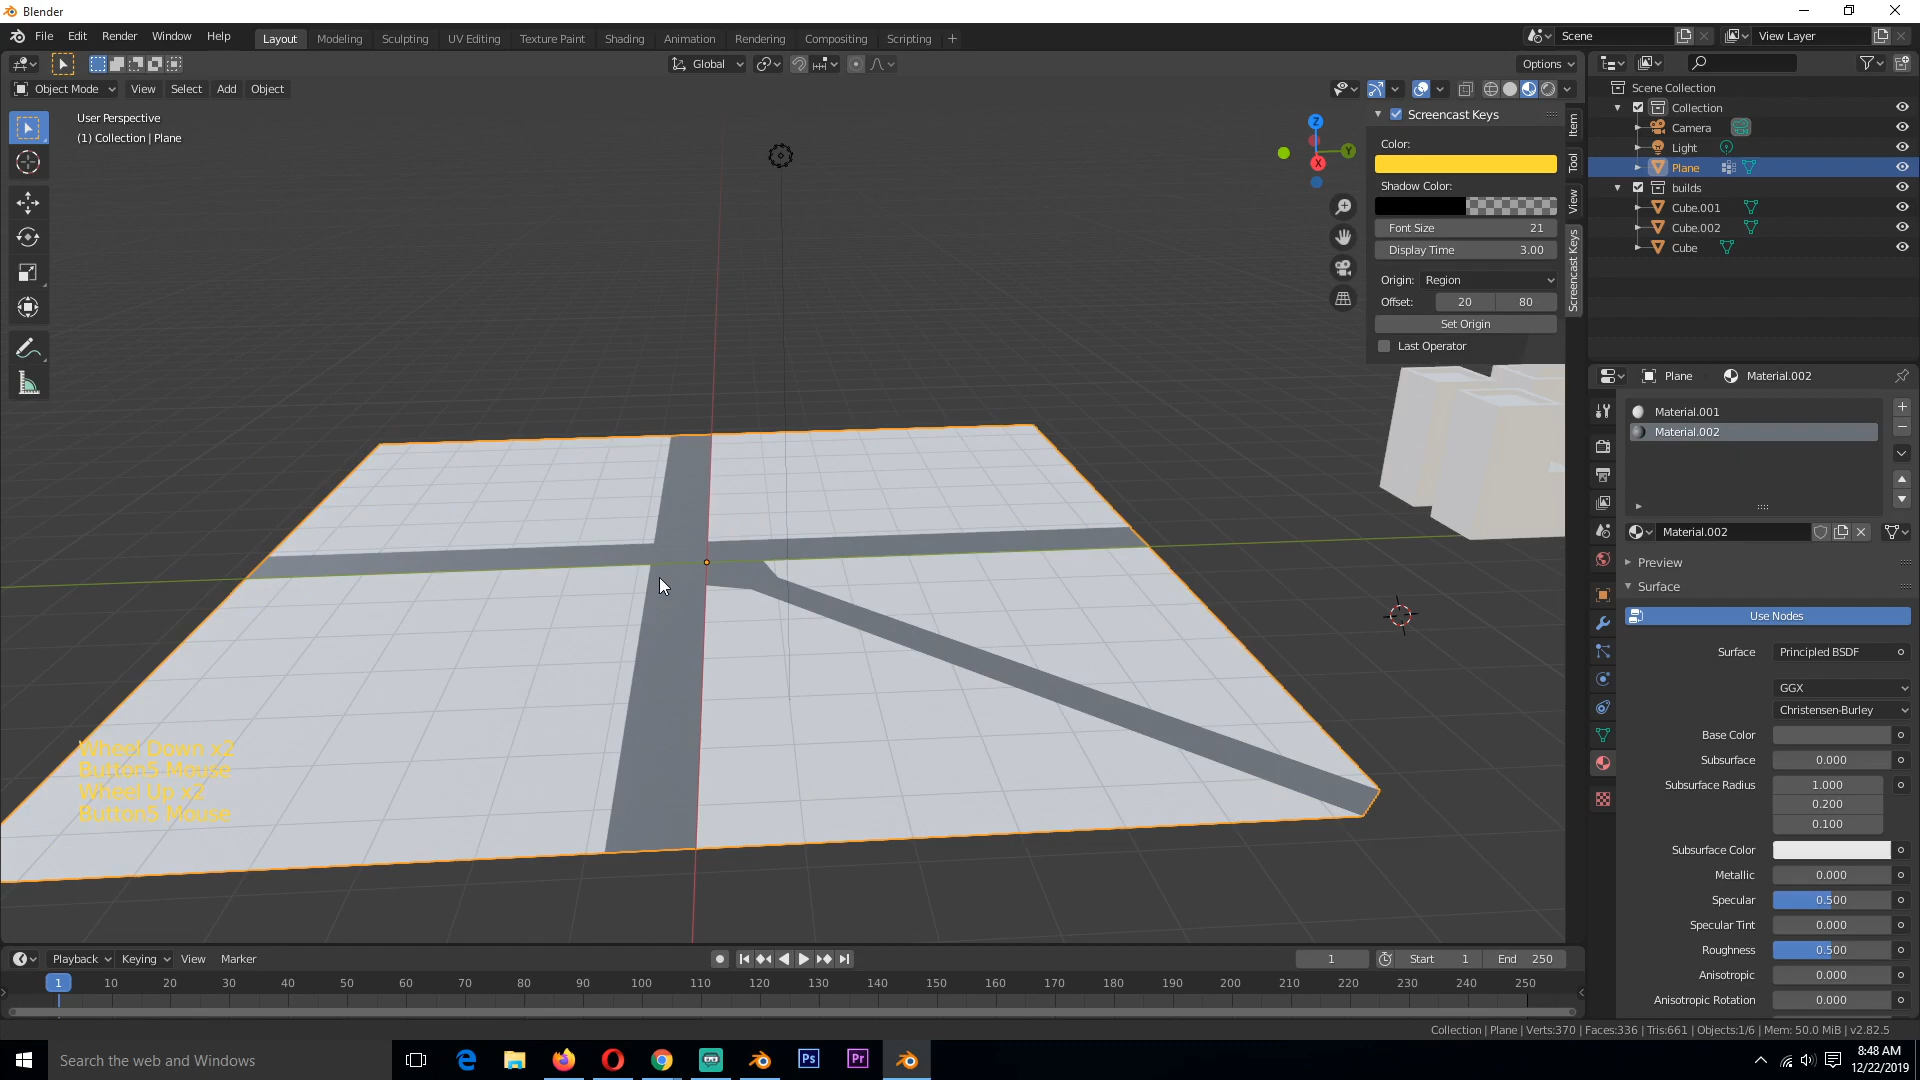 Blender
File Edit Render Window Help
Layout Modeling Sculpting UV Editing Texture Paint Shading Animation Rendering Compositing Scripting +
Scene
View Layer
Global
Options
Object Mode View Select Add Object
User Perspective
(1) Collection | Plane
Z
Y
X
Screencast Keys
Color:
Shadow Color:
Font Size 21
Display Time 3.00
Origin: Region
Offset: 20 80
Set Origin
Last Operator
Item
Tool
View
Screencast Keys
Scene Collection
Collection
Camera
Light
Plane
builds
Cube.001
Cube.002
Cube
Plane Material.002
Material.001
Material.002
Material.002
Preview
Surface
Use Nodes
Surface Principled BSDF
GGX
Christensen-Burley
Base Color
Subsurface 0.000
Subsurface Radius 1.000
0.200
0.100
Subsurface Color
Metallic 0.000
Specular 0.500
Specular Tint 0.000
Roughness 0.500
Anisotropic 0.000
Anisotropic Rotation 0.000
Wheel Down x2
Button5 Mouse
Wheel Up x2
Button5 Mouse
Playback Keying View Marker
1 Start 1 End 250
1 10 20 30 40 50 60 70 80 90 100 110 120 130 140 150 160 170 180 190 200 210 220 230 240 250
Collection | Plane | Verts:370 | Faces:336 | Tris:661 | Objects:1/6 | Mem: 50.0 MiB | v2.82.5
Search the web and Windows
Ps
Pr
8:48 AM
12/22/2019